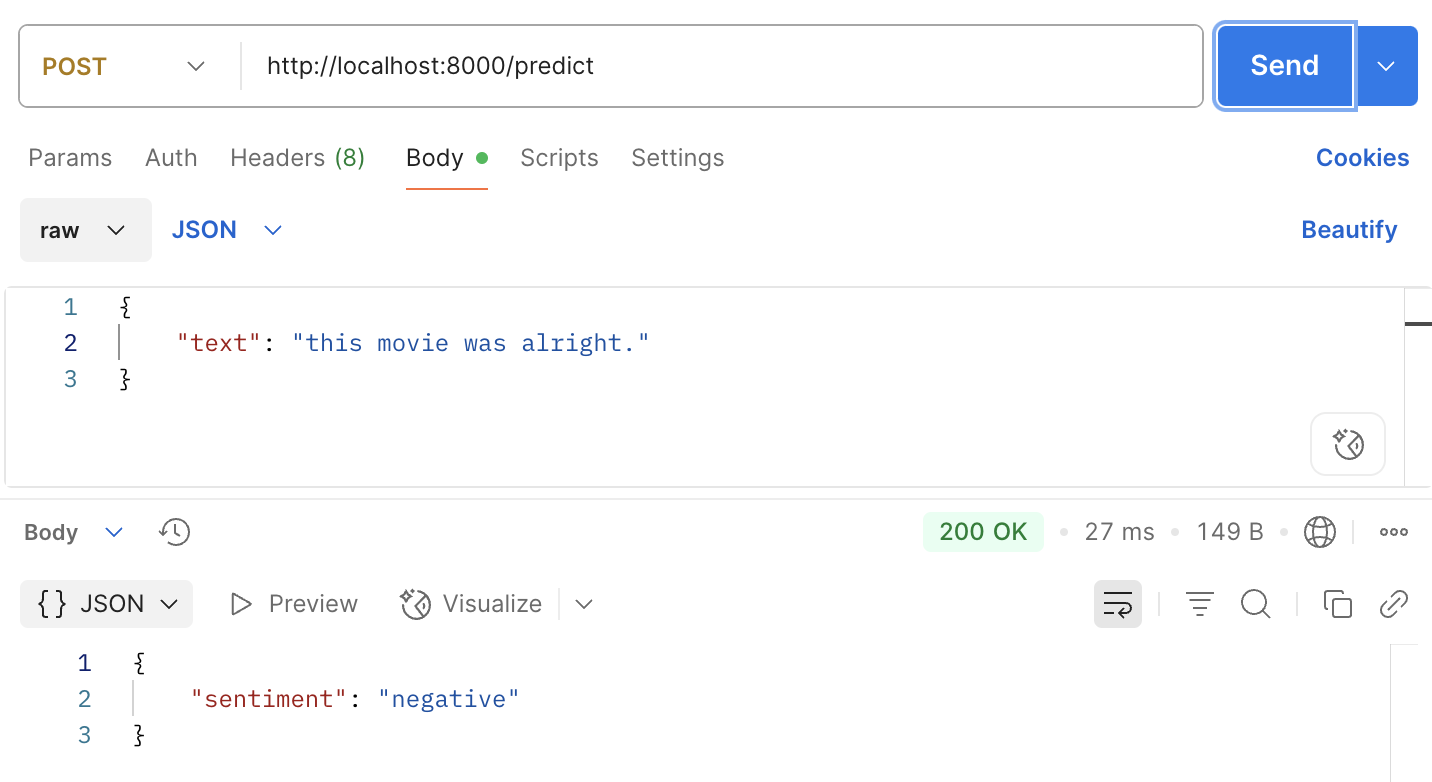 POST http://localhost:8000/predict Send
Params Auth Headers (8) Body Scripts Settings Cookies
raw JSON Beautify
1 {
2 "text": "this movie was alright."
3 }
Body 200 OK 27 ms 149 B
{} JSON Preview Visualize
1 {
2 "sentiment": "negative"
3 }